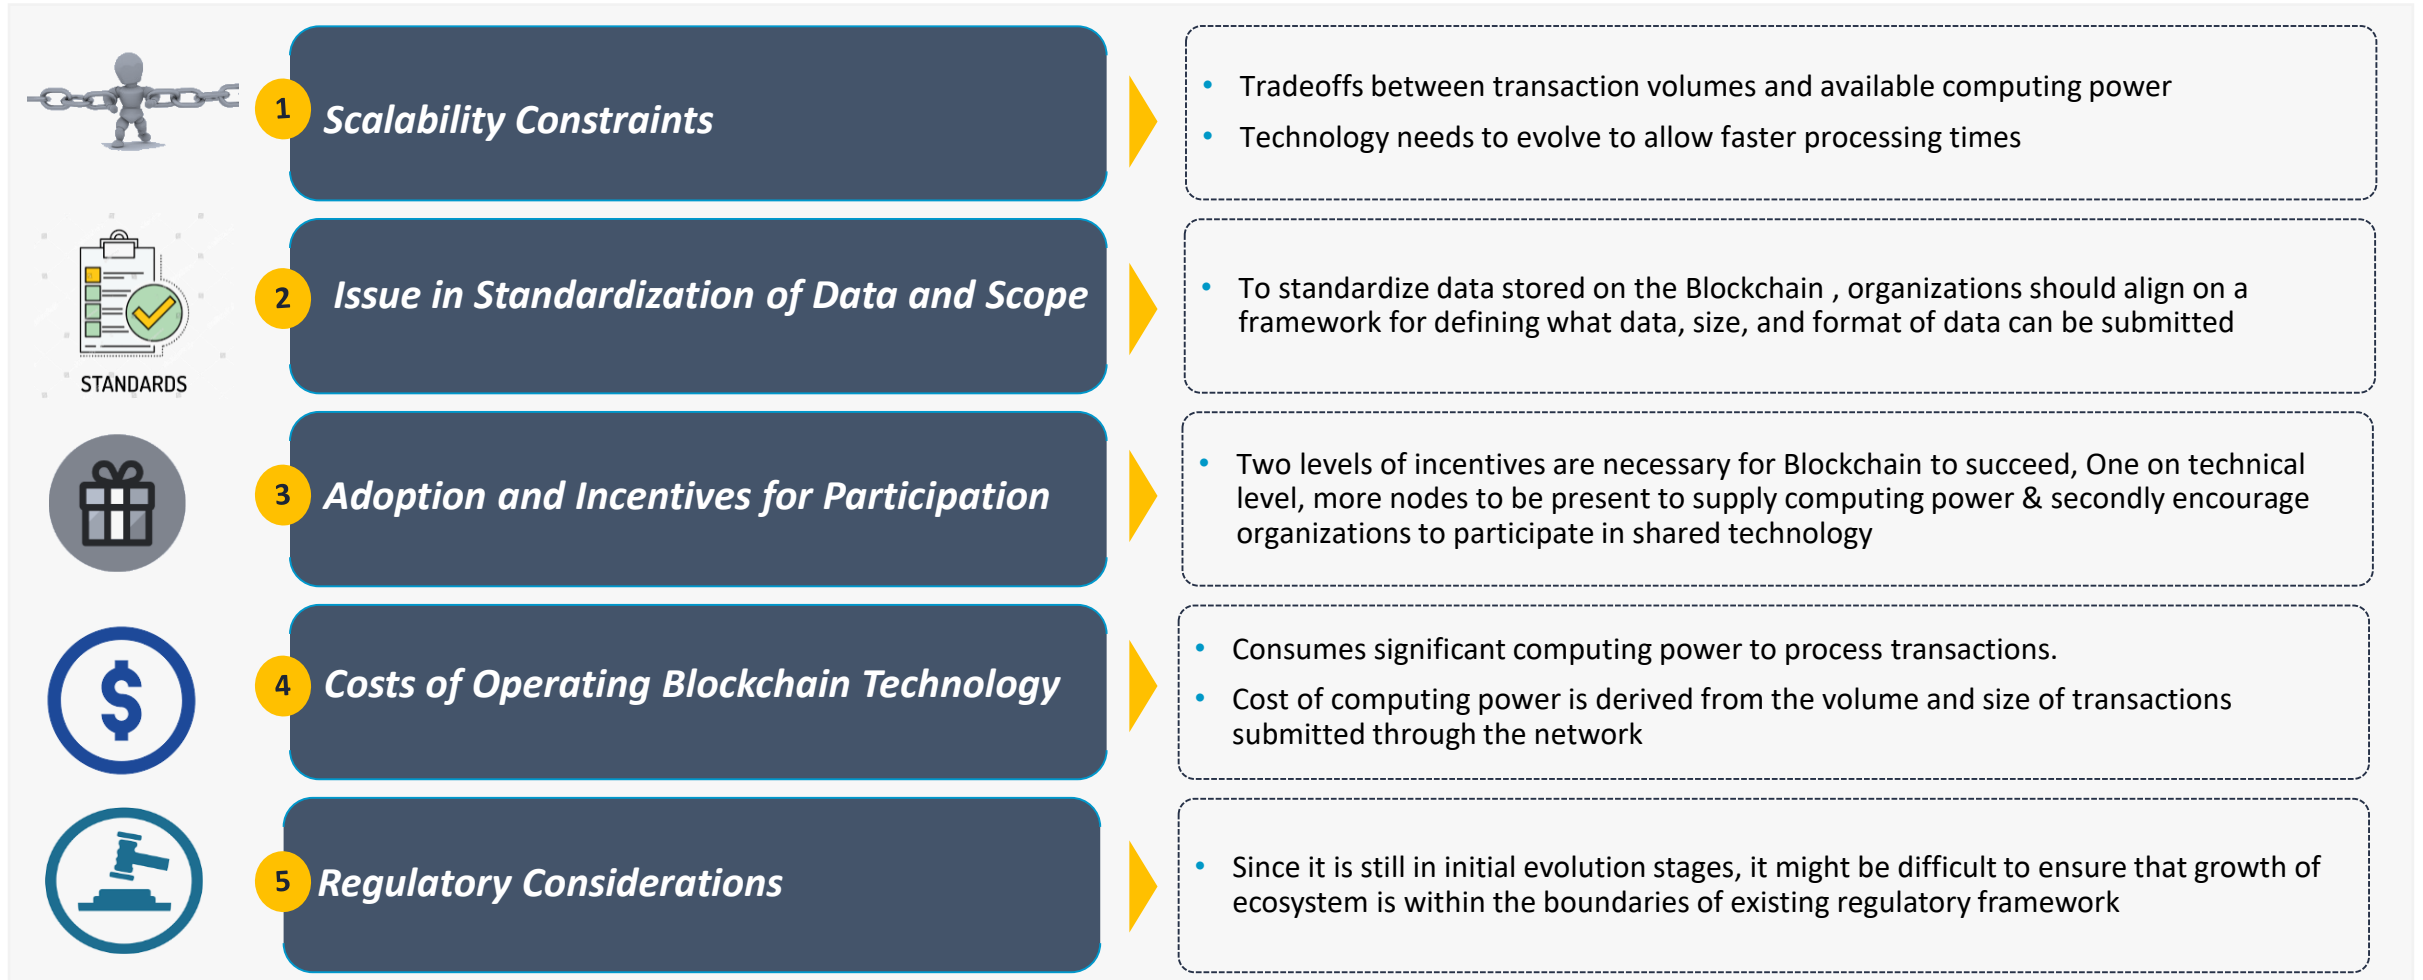 1
Scalability Constraints
• Tradeoffs between transaction volumes and available computing power
• Technology needs to evolve to allow faster processing times
STANDARDS
2
Issue in Standardization of Data and Scope
• To standardize data stored on the Blockchain , organizations should align on a
framework for defining what data, size, and format of data can be submitted
3
Adoption and Incentives for Participation
• Two levels of incentives are necessary for Blockchain to succeed, One on technical
level, more nodes to be present to supply computing power & secondly encourage
organizations to participate in shared technology
$
4
Costs of Operating Blockchain Technology
• Consumes significant computing power to process transactions.
• Cost of computing power is derived from the volume and size of transactions
submitted through the network
5
Regulatory Considerations
• Since it is still in initial evolution stages, it might be difficult to ensure that growth of
ecosystem is within the boundaries of existing regulatory framework